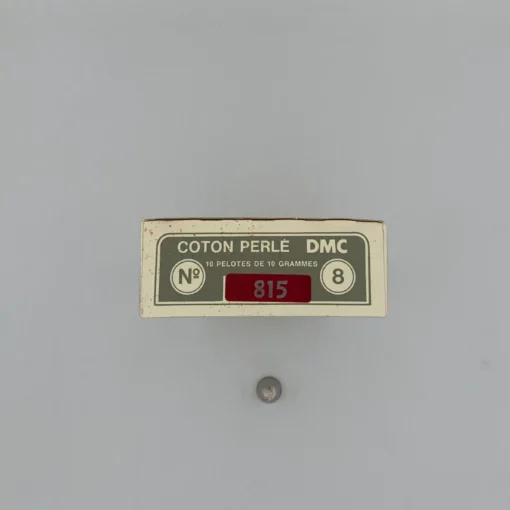 COTON PERLÉ DMC
10 PELOTES DE 10 GRAMMES
Nº 815 8